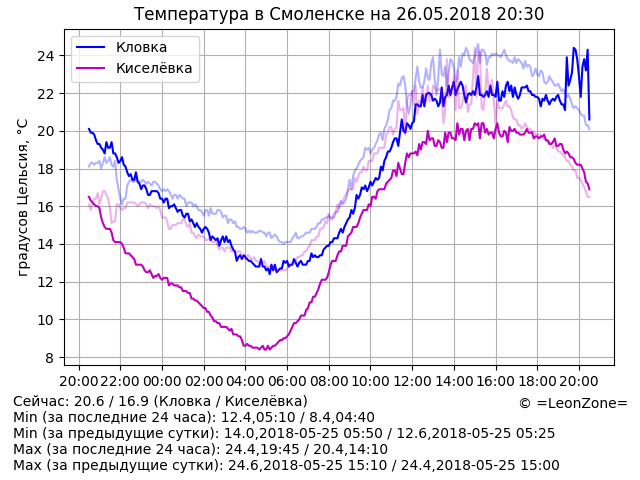 Температура в Смоленске на 26.05.2018 20:30
Кловка
Киселёвка
градусов Цельсия, °C
24
22
20
18
16
14
12
10
8
20:00 22:00 00:00 02:00 04:00 06:00 08:00 10:00 12:00 14:00 16:00 18:00 20:00
Сейчас: 20.6 / 16.9 (Кловка / Киселёвка)
© =LeonZone=
Min (за последние 24 часа): 12.4,05:10 / 8.4,04:40
Min (за предыдущие сутки): 14.0,2018-05-25 05:50 / 12.6,2018-05-25 05:25
Max (за последние 24 часа): 24.4,19:45 / 20.4,14:10
Max (за предыдущие сутки): 24.6,2018-05-25 15:10 / 24.4,2018-05-25 15:00